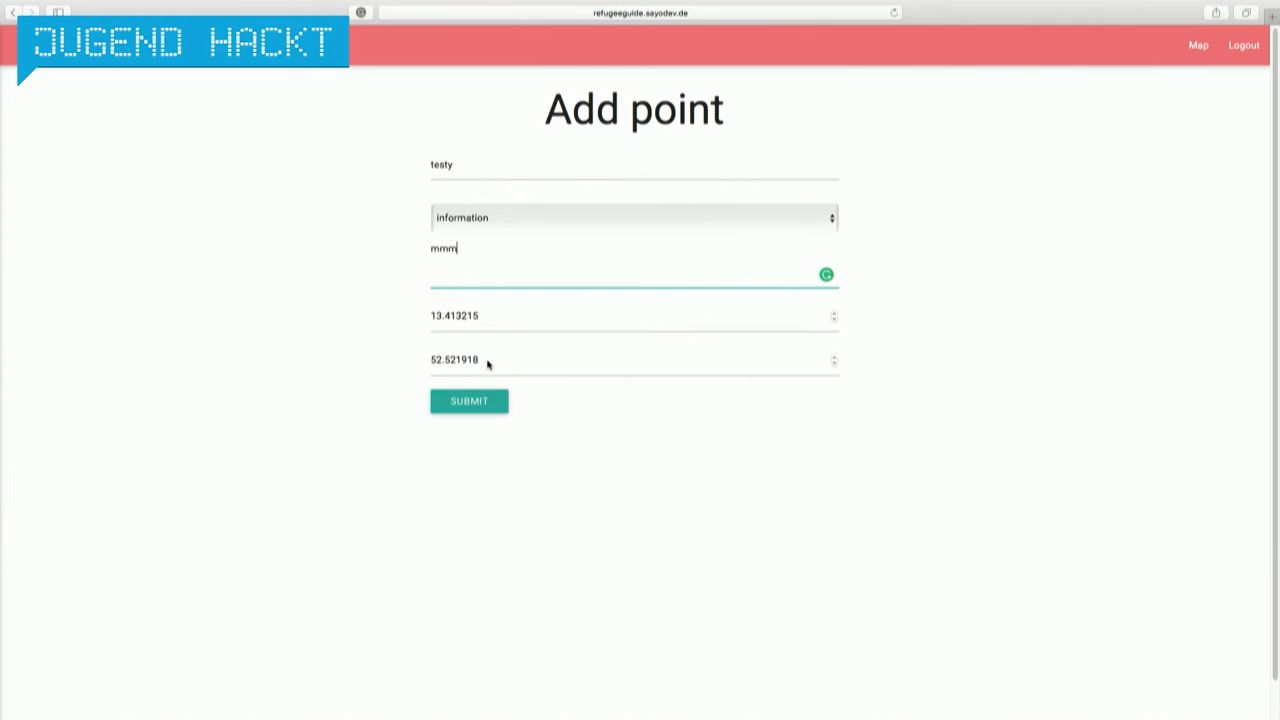 refugeeguide.sayodev.de
JUGEND HACKT
Map
Logout
Add point
testy
information
mmm
13.413215
52.521918
SUBMIT